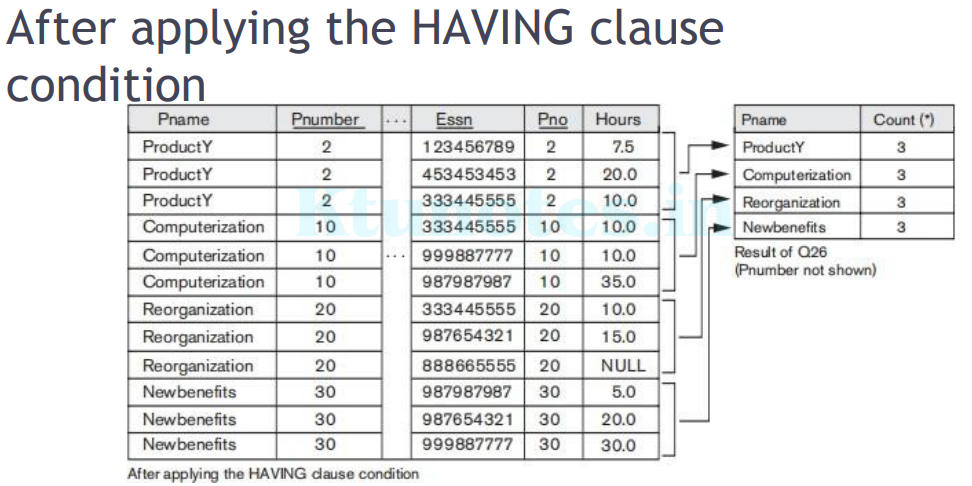 After applying the HAVING clause
condition
Pname Pnumber ... Essn Pno Hours
ProductY 2 123456789 2 7.5
ProductY 2 453453453 2 20.0
ProductY 2 333445555 2 10.0
Computerization 10 333445555 10 10.0
Computerization 10 ... 999887777 10 10.0
Computerization 10 987987987 10 35.0
Reorganization 20 333445555 20 10.0
Reorganization 20 987654321 20 15.0
Reorganization 20 888665555 20 NULL
Newbenefits 30 987987987 30 5.0
Newbenefits 30 987654321 30 20.0
Newbenefits 30 999887777 30 30.0
After applying the HAVING clause condition
Pname Count (*)
ProductY 3
Computerization 3
Reorganization 3
Newbenefits 3
Result of Q26
(Pnumber not shown)
Ktunotes.in